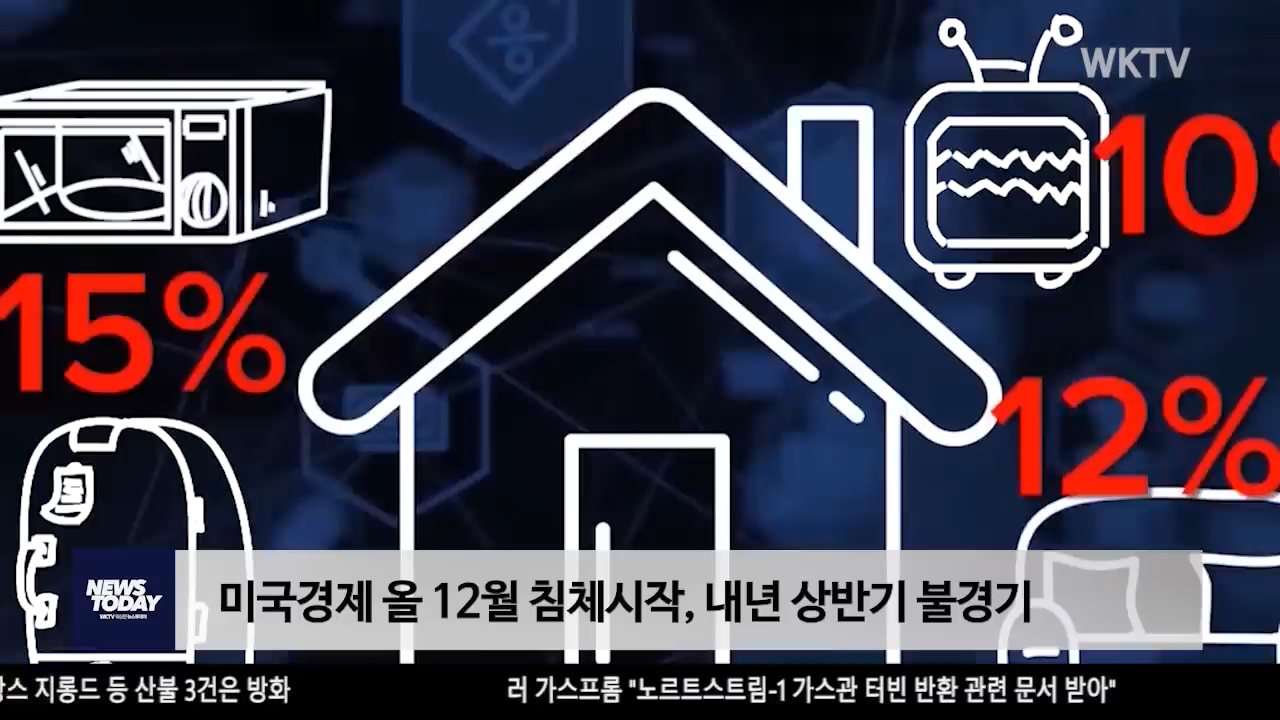 WKTV
10%
15%
12%
NEWS
TODAY
미국경제 올 12월 침체시작, 내년 상반기 불경기
스 지롱드 등 산불 3건은 방화
러 가스프롬 "노르트스트림-1 가스관 터빈 반환 관련 문서 받아"